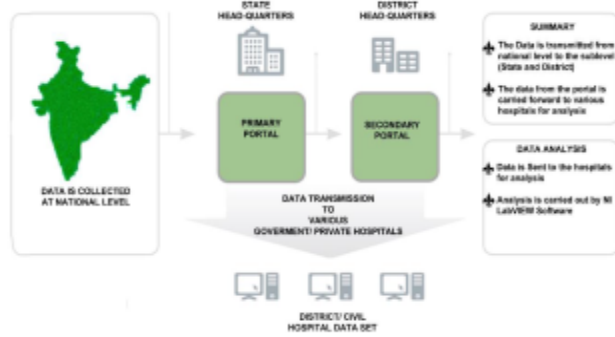 STATE
HEAD-QUARTERS
DISTRICT
HEAD-QUARTERS
PRIMARY
PORTAL
SECONDARY
PORTAL
DATA IS COLLECTED
AT NATIONAL LEVEL
DATA TRANSMISSION
TO
VARIOUS
GOVERMENT/ PRIVATE HOSPITALS
DISTRICT/ CIVIL
HOSPITAL DATA SET
SUMMARY
The Data is transmitted from
national level to the sublevel
(State and District)
The data from the portal is
carried forward to various
hospitals for analysis
DATA ANALYSIS
Data is Sent to the hospitals
for analysis
Analysis is carried out by NI
LabVIEW Software